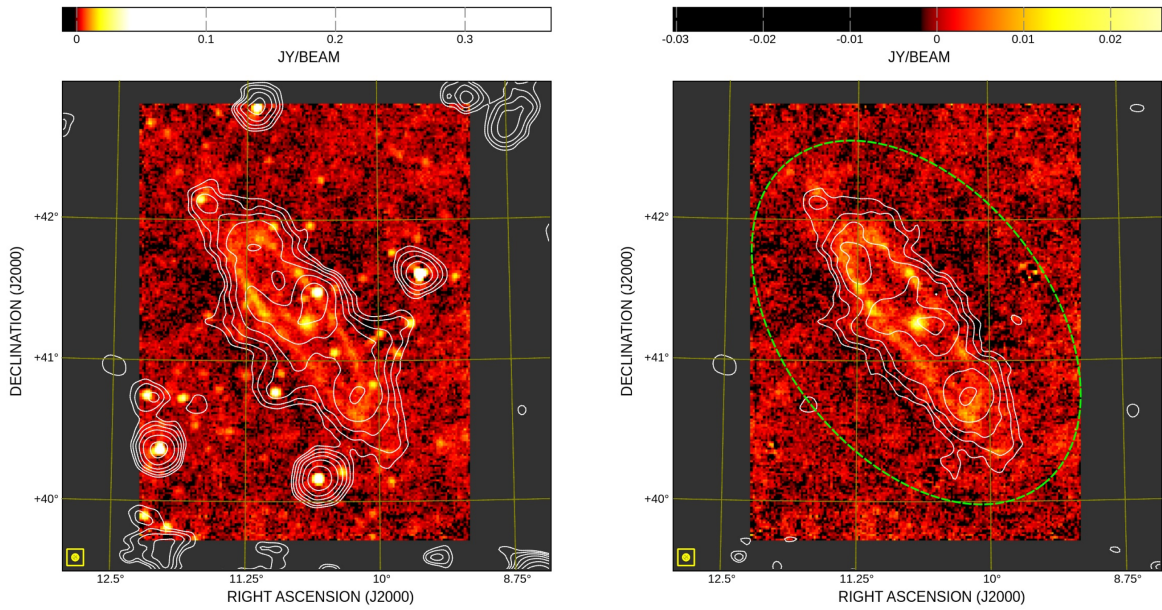 0 0.1 0.2 0.3
JY/BEAM
+42°
+41°
+40°
DECLINATION (J2000)
12.5° 11.25° 10° 8.75°
RIGHT ASCENSION (J2000)
-0.03 -0.02 -0.01 0 0.01 0.02
JY/BEAM
+42°
+41°
+40°
DECLINATION (J2000)
12.5° 11.25° 10° 8.75°
RIGHT ASCENSION (J2000)